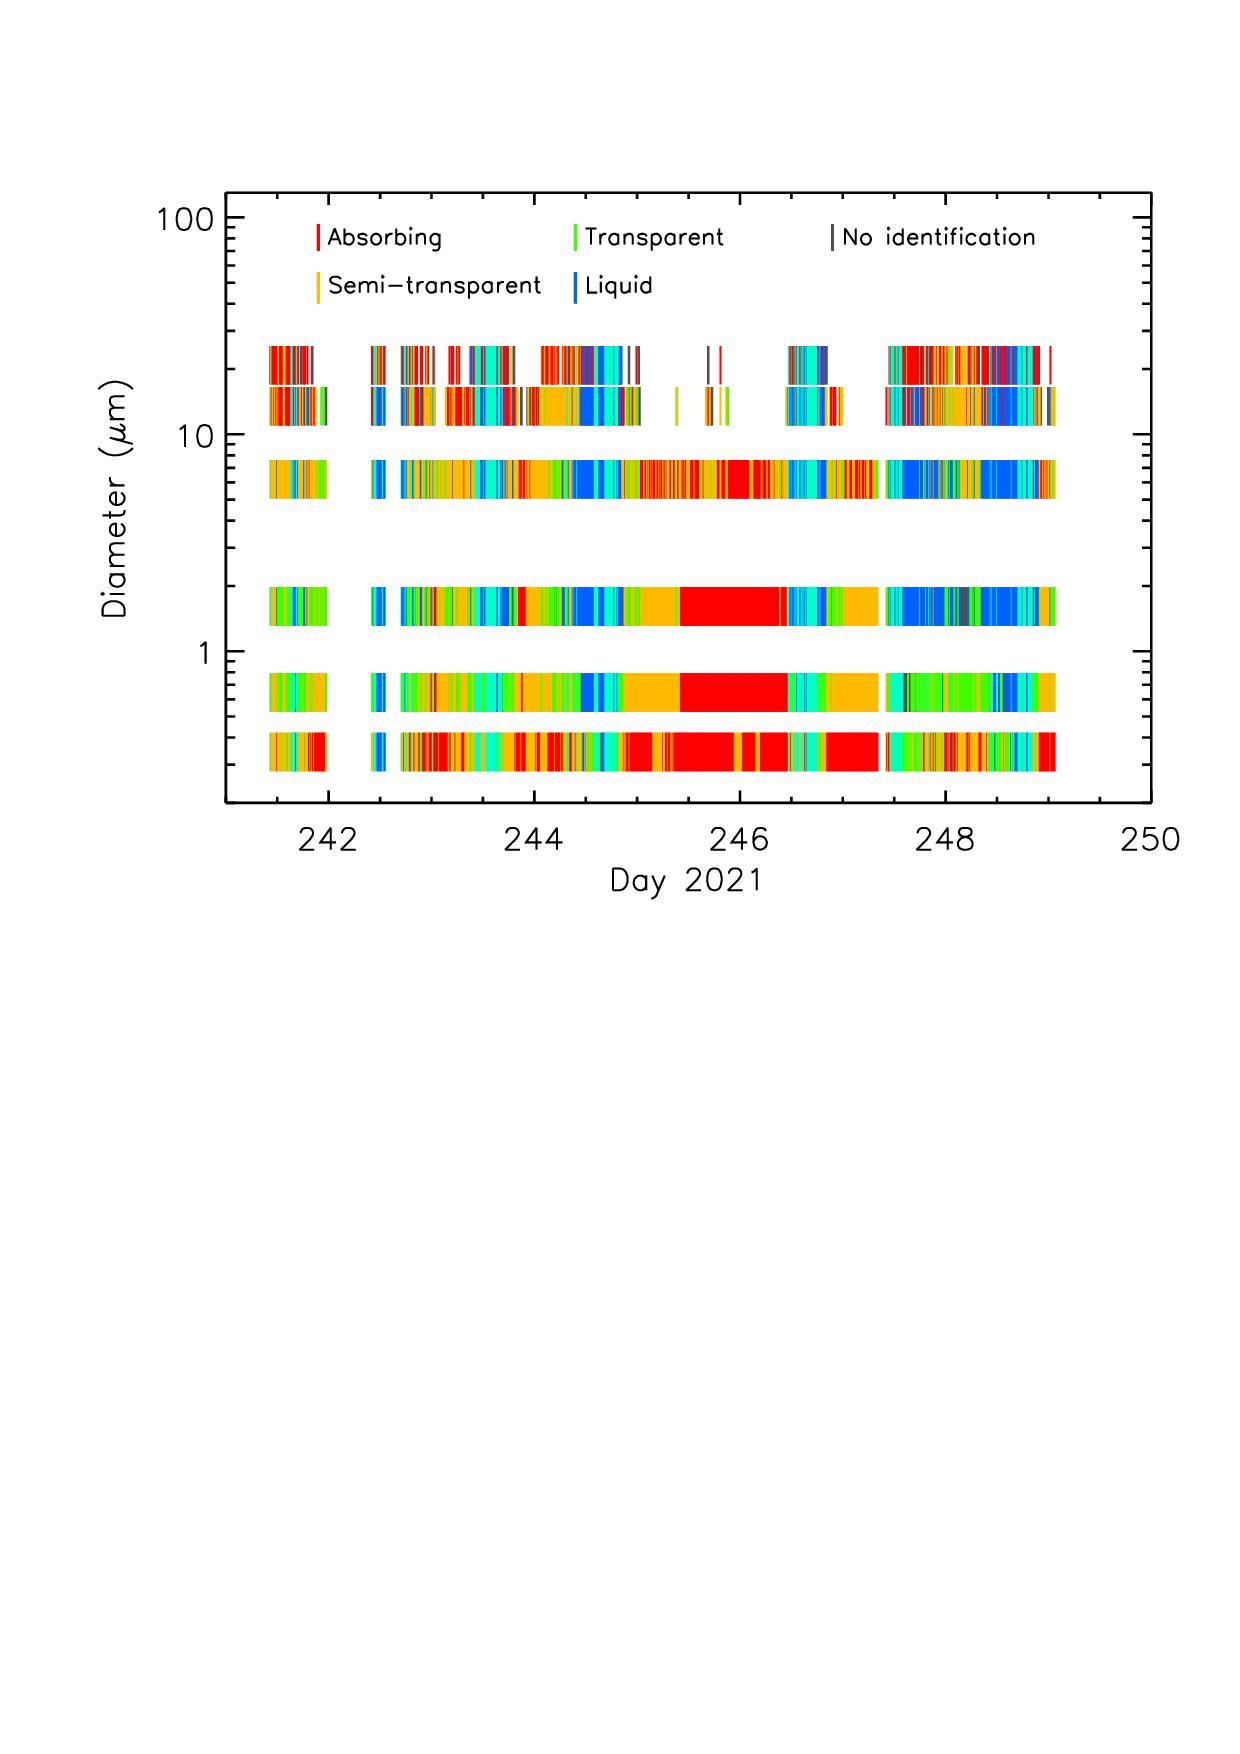 100
Absorbing
Transparent
No identification
Semi-transparent
Liquid
10
Diameter (μm)
1
242
244
246
248
250
Day 2021